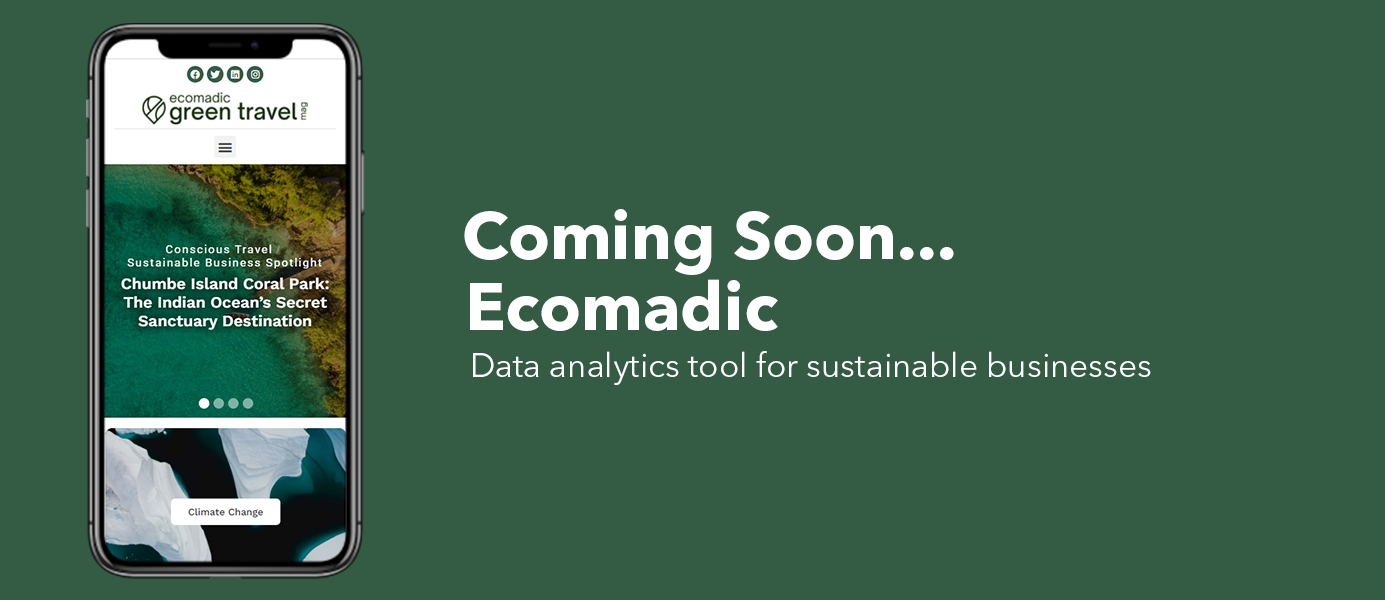 ecomadic
green travel mag
Conscious Travel
Sustainable Business Spotlight
Chumbe Island Coral Park:
The Indian Ocean’s Secret
Sanctuary Destination
Climate Change
Coming Soon...
Ecomadic
Data analytics tool for sustainable businesses